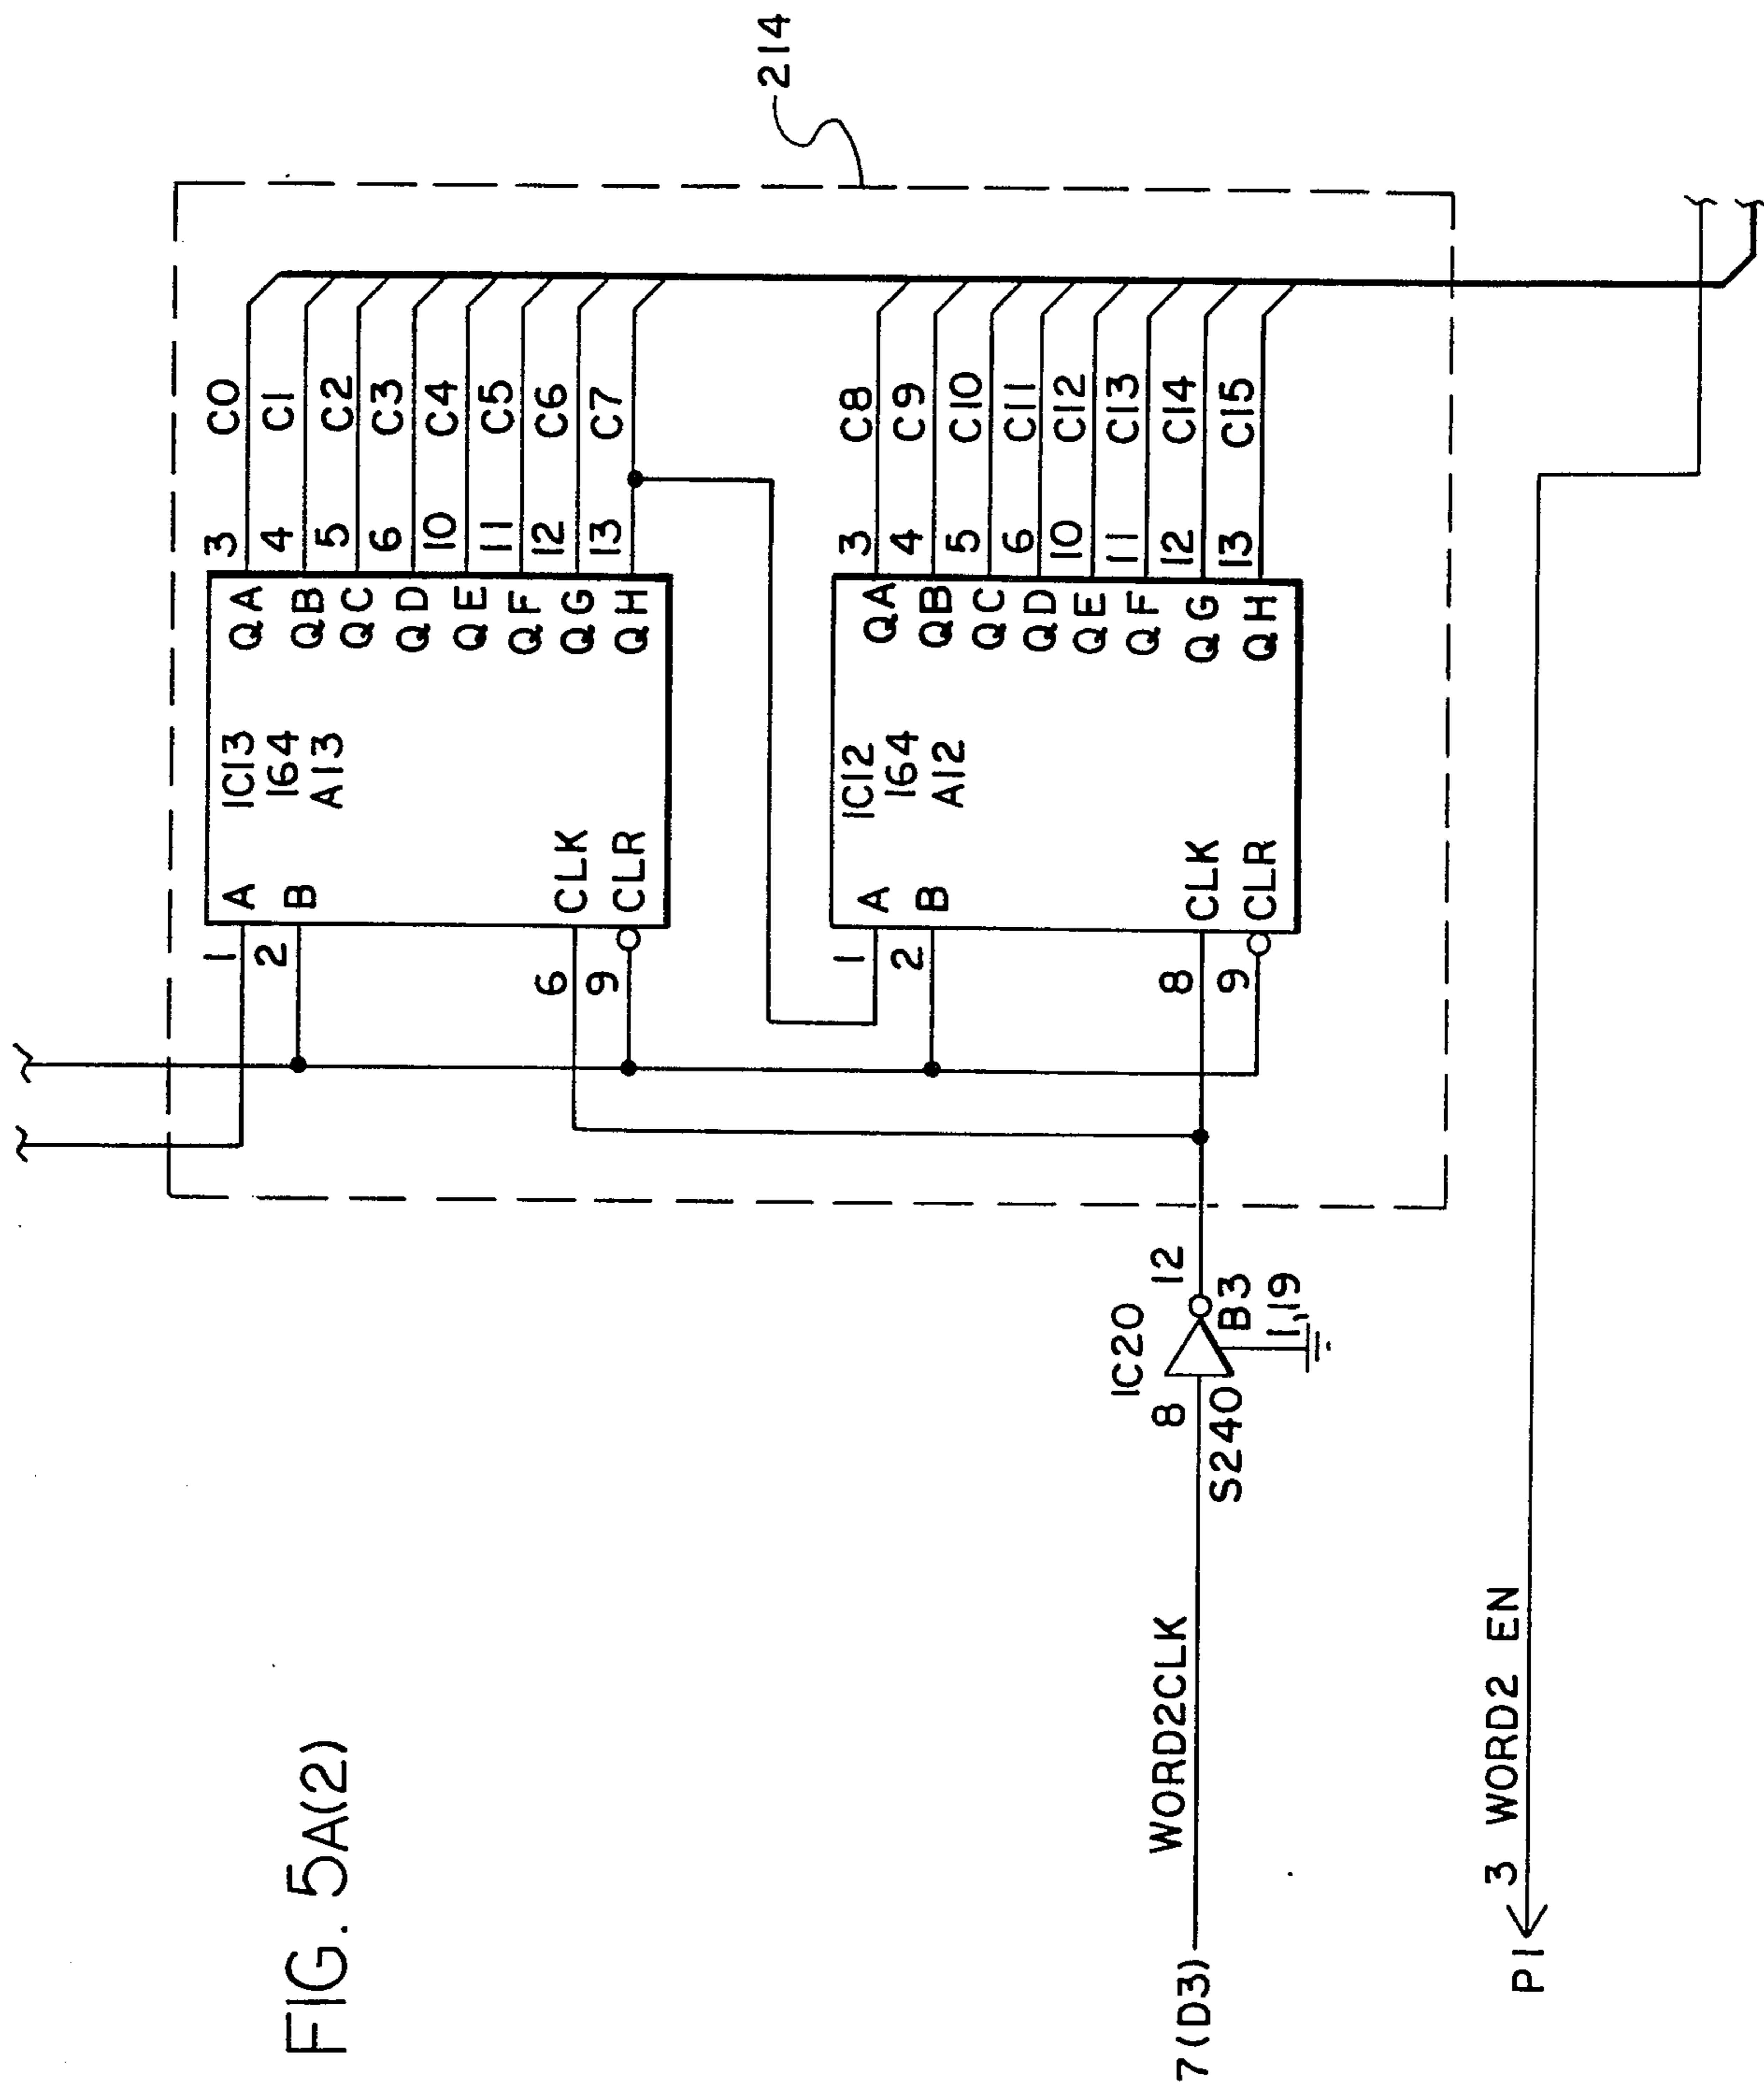 FIG. 5A(2)
214
IC13
164
A13
A
B
CLK
CLR
1
2
6
9
QA
QB
QC
QD
QE
QF
QG
QH
3
4
5
6
10
11
12
13
C0
C1
C2
C3
C4
C5
C6
C7
IC12
164
A12
A
B
CLK
CLR
1
2
8
9
QA
QB
QC
QD
QE
QF
QG
QH
3
4
5
6
10
11
12
13
C8
C9
C10
C11
C12
C13
C14
C15
7(D3)
WORD2CLK
IC20
8
12
S240
B3
1,19
P1
3 WORD2 EN